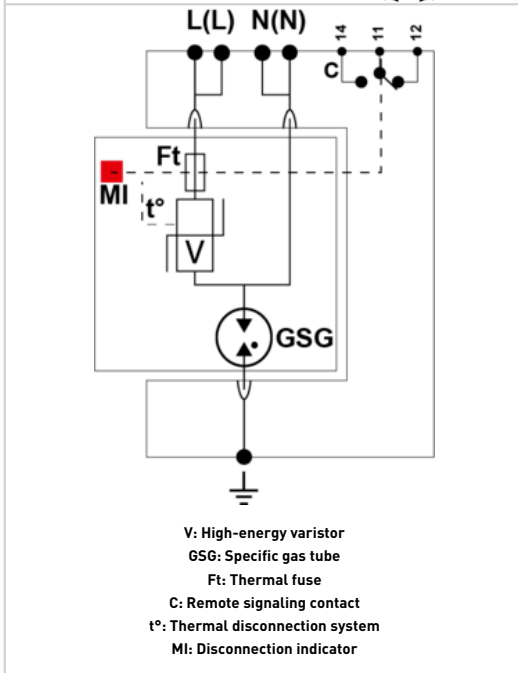 L(L) N(N)
14
11
12
C
Ft
MI
t°
V
GSG
V: High-energy varistor
GSG: Specific gas tube
Ft: Thermal fuse
C: Remote signaling contact
t°: Thermal disconnection system
MI: Disconnection indicator